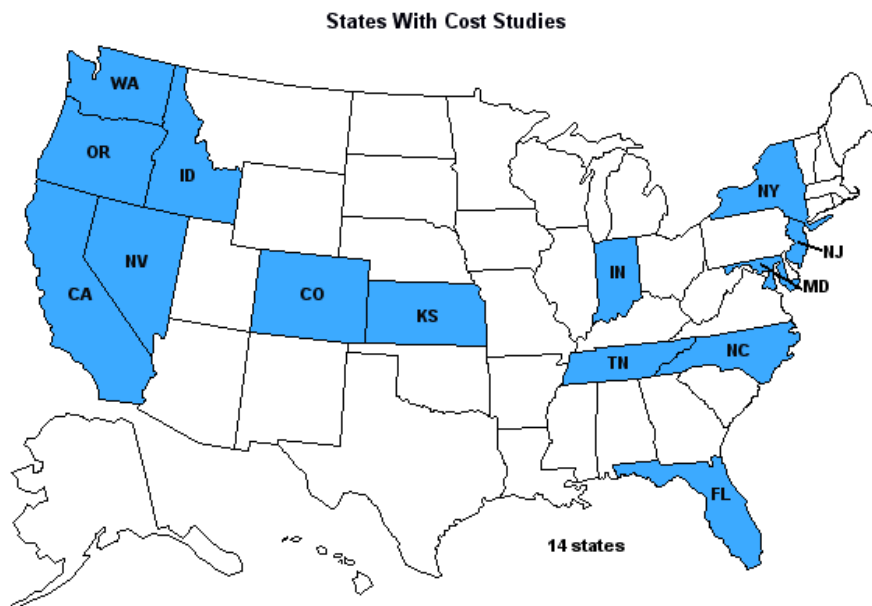 States With Cost Studies
WA
OR
ID
NY
NV
NJ
IN
CA
CO
MD
KS
TN
NC
FL
14 states